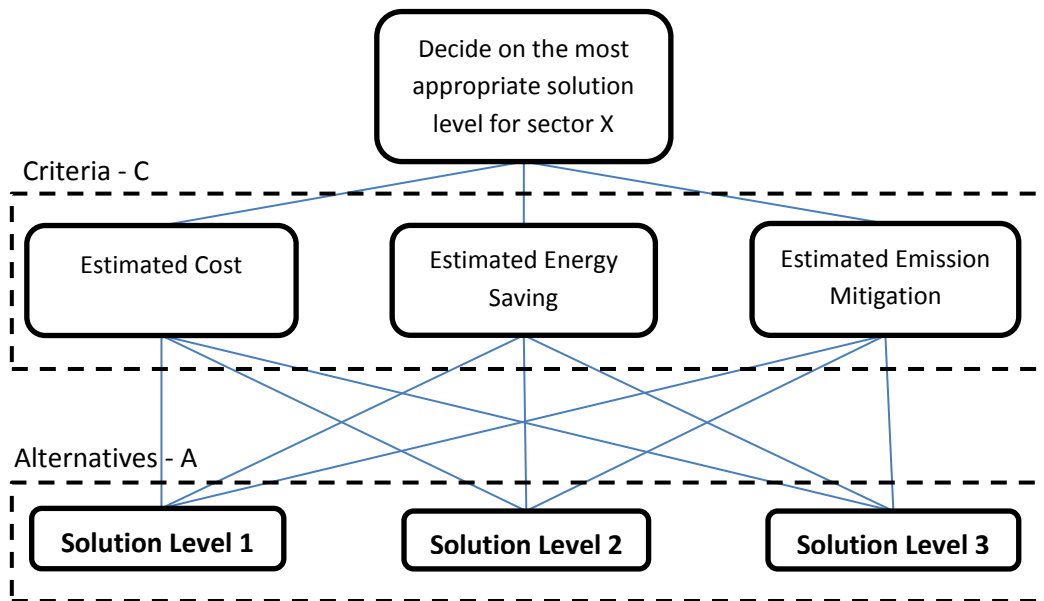 Decide on the most
appropriate solution
level for sector X
Criteria - C
Estimated Cost
Estimated Energy
Saving
Estimated Emission
Mitigation
Alternatives - A
Solution Level 1
Solution Level 2
Solution Level 3